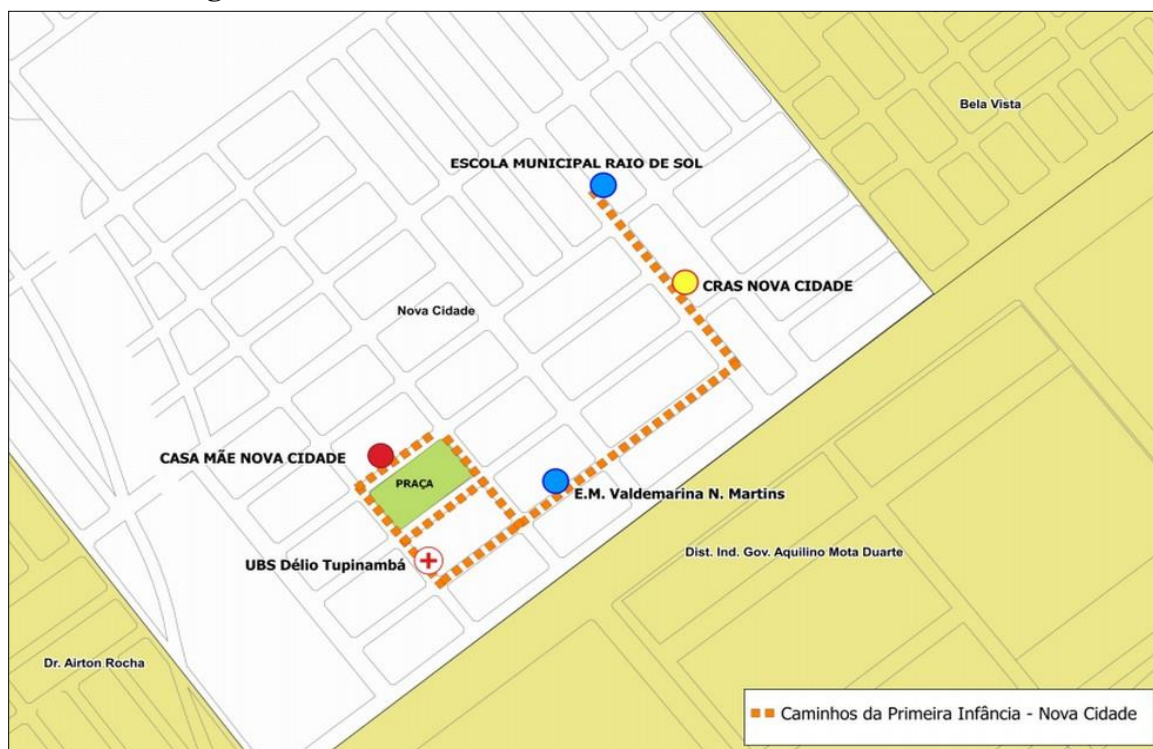 Bela Vista
ESCOLA MUNICIPAL RAIO DE SOL
CRAS NOVA CIDADE
Nova Cidade
CASA MÃE NOVA CIDADE
PRAÇA
E.M. Valdemarina N. Martins
Dist. Ind. Gov. Aquilino Mota Duarte
UBS Délio Tupinambá
Dr. Airton Rocha
Caminhos da Primeira Infância - Nova Cidade